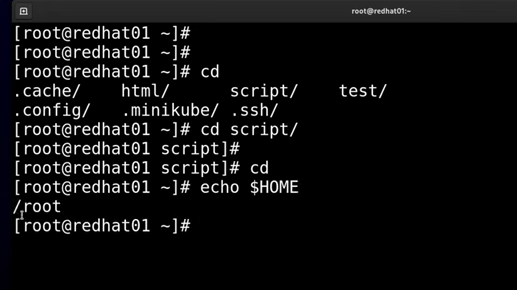 root@redhat01:~
[root@redhat01 ~]#
[root@redhat01 ~]#
[root@redhat01 ~]# cd
.cache/ html/ script/ test/
.config/ .minikube/ .ssh/
[root@redhat01 ~]# cd script/
[root@redhat01 script]#
[root@redhat01 script]# cd
[root@redhat01 ~]# echo $HOME
/root
[root@redhat01 ~]#